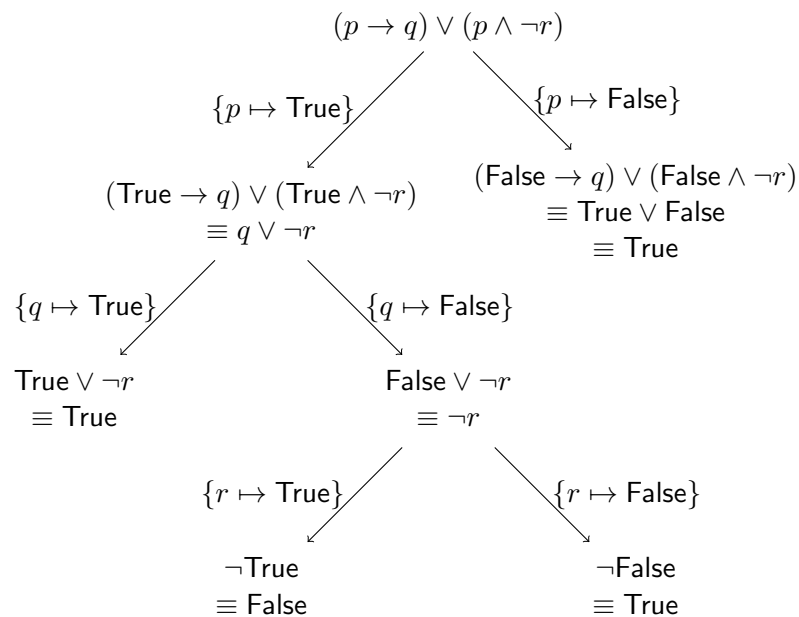 (p → q) ∨ (p ∧ ¬r)
{p ↦ True}
{p ↦ False}
(True → q) ∨ (True ∧ ¬r)
≡ q ∨ ¬r
(False → q) ∨ (False ∧ ¬r)
≡ True ∨ False
≡ True
{q ↦ True}
{q ↦ False}
True ∨ ¬r
≡ True
False ∨ ¬r
≡ ¬r
{r ↦ True}
{r ↦ False}
¬True
≡ False
¬False
≡ True